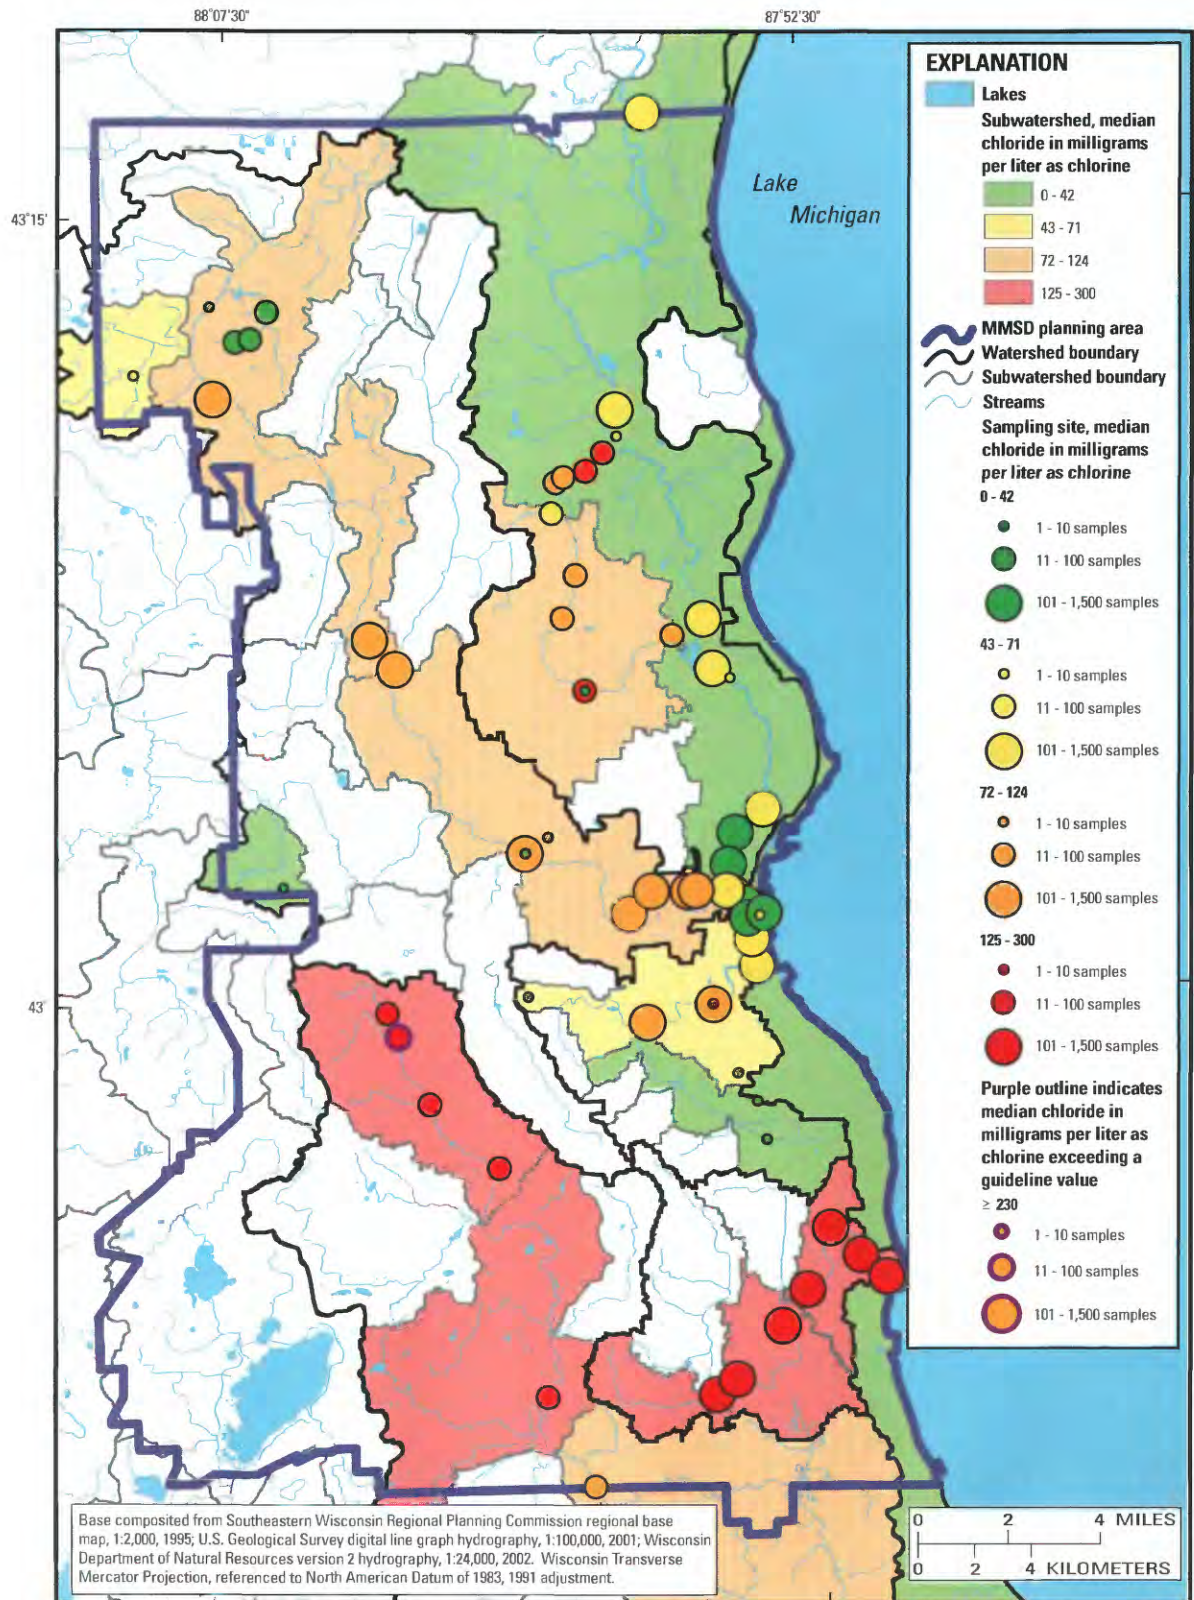 88°07'30"
87°52'30"
43°15'
43°
Lake
Michigan
EXPLANATION
Lakes
Subwatershed, median
chloride in milligrams
per liter as chlorine
0 - 42
43 - 71
72 - 124
125 - 300
MMSD planning area
Watershed boundary
Subwatershed boundary
Streams
Sampling site, median
chloride in milligrams
per liter as chlorine
0 - 42
1 - 10 samples
11 - 100 samples
101 - 1,500 samples
43 - 71
1 - 10 samples
11 - 100 samples
101 - 1,500 samples
72 - 124
1 - 10 samples
11 - 100 samples
101 - 1,500 samples
125 - 300
1 - 10 samples
11 - 100 samples
101 - 1,500 samples
Purple outline indicates
median chloride in
milligrams per liter as
chlorine exceeding a
guideline value
≥ 230
1 - 10 samples
11 - 100 samples
101 - 1,500 samples
Base composited from Southeastern Wisconsin Regional Planning Commission regional base
map, 1:2,000, 1995; U.S. Geological Survey digital line graph hydrography, 1:100,000, 2001; Wisconsin
Department of Natural Resources version 2 hydrography, 1:24,000, 2002. Wisconsin Transverse
Mercator Projection, referenced to North American Datum of 1983, 1991 adjustment.
0 2 4 MILES
0 2 4 KILOMETERS